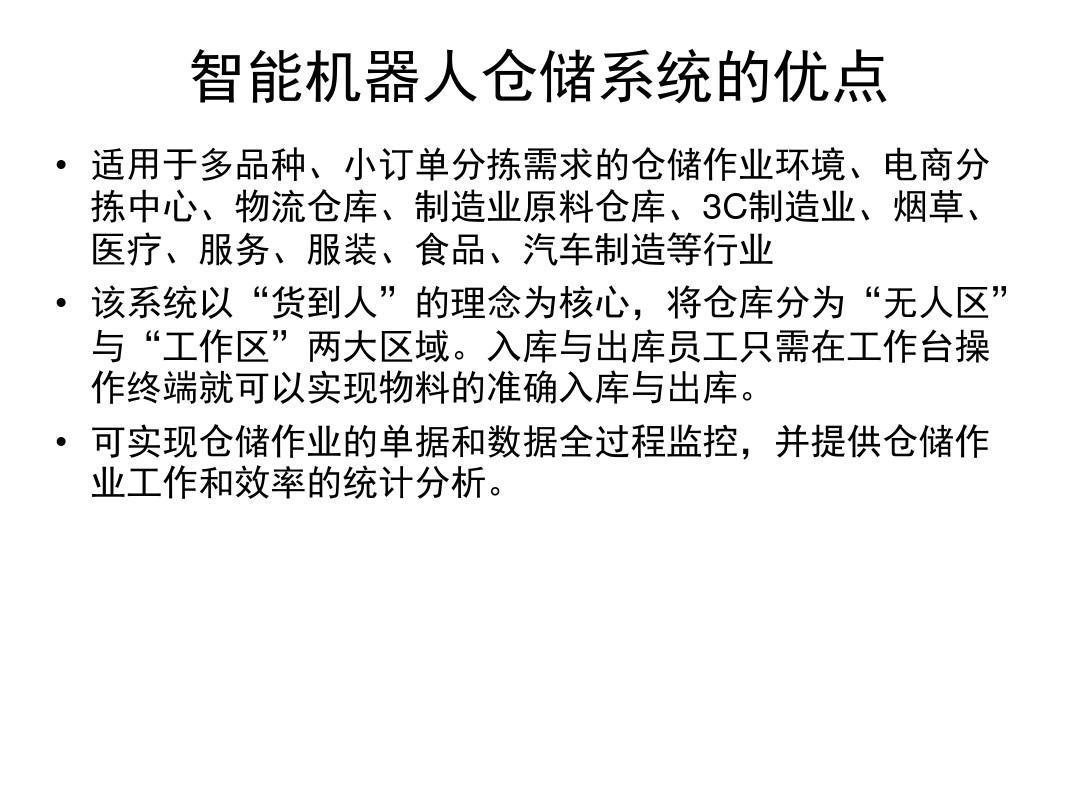 智能机器人仓储系统的优点
• 适用于多品种、小订单分拣需求的仓储作业环境、电商分
拣中心、物流仓库、制造业原料仓库、3C制造业、烟草、
医疗、服务、服装、食品、汽车制造等行业
• 该系统以“货到人”的理念为核心，将仓库分为“无人区”
与“工作区”两大区域。入库与出库员工只需在工作台操
作终端就可以实现物料的准确入库与出库。
• 可实现仓储作业的单据和数据全过程监控，并提供仓储作
业工作和效率的统计分析。